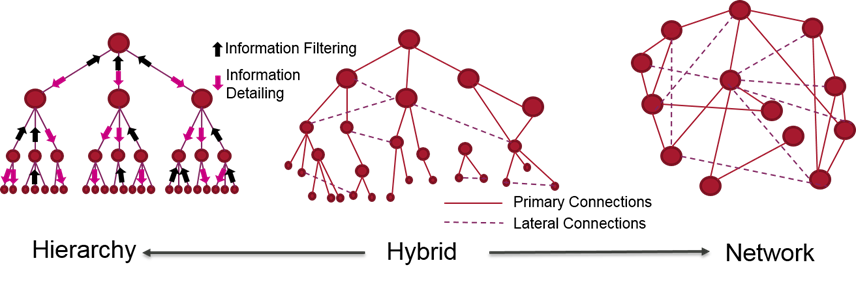 Information Filtering
Information
Detailing
Primary Connections
Lateral Connections
Hierarchy
Hybrid
Network